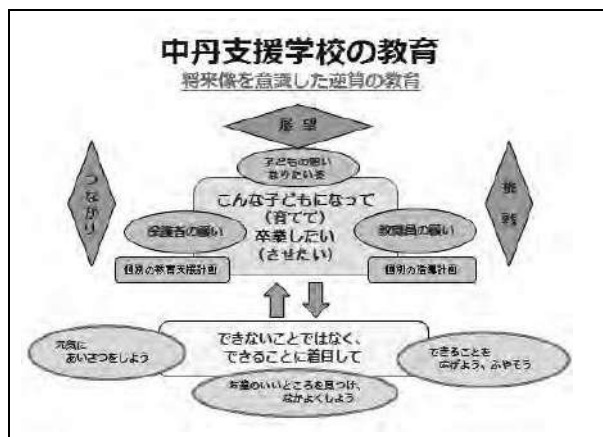 中丹支援学校の教育
将来像を意識した逆算の教育
展望
子どもの願い
なりたい姿
つながり
挑戦
こんな子どもになって
(育てて)
卒業したい
(させたい)
保護者の願い
教職員の願い
個別の教育支援計画
個別の指導計画
できないことではなく、
できることに着目して
元気に
あいさつをしよう
できることを
広げよう、ふやそう
お互のいいところを見つけ、
なかよくしよう